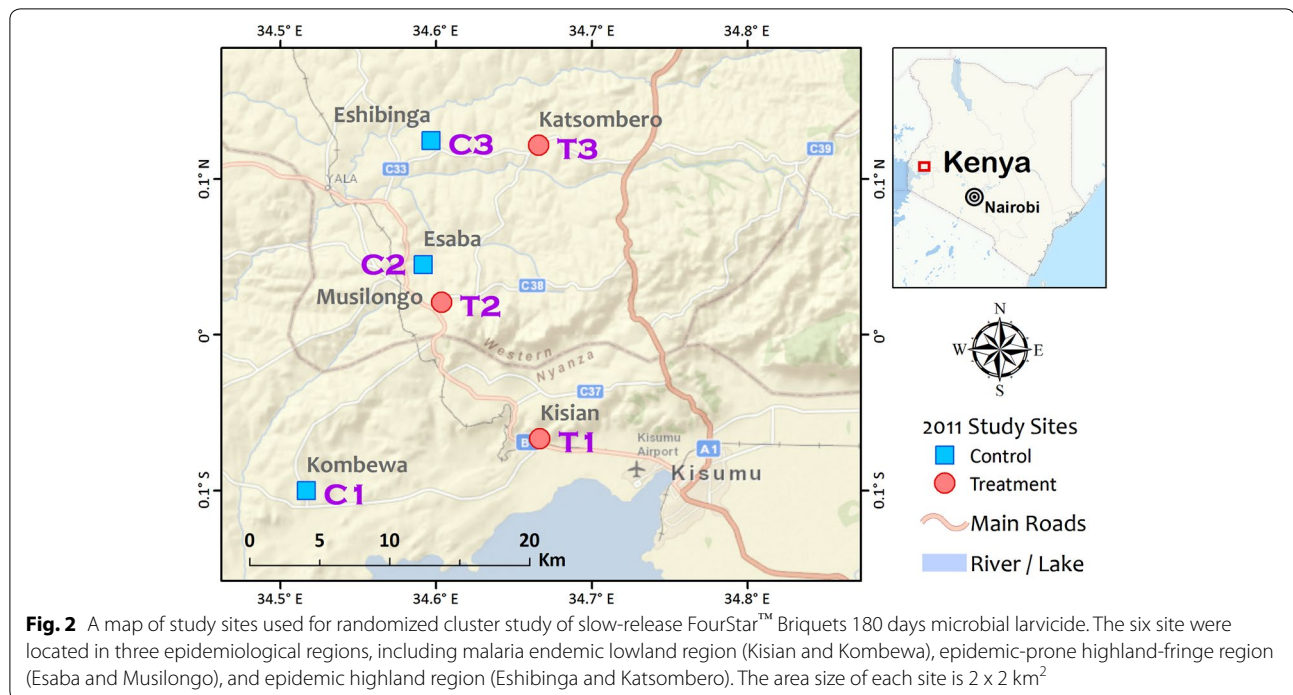 34.5° E 34.6° E 34.7° E 34.8° E
Eshibinga
C3
Katsombero
T3
C39
C33
YALA
0.1° N
0.1° N
Esaba
C2
Musilongo
T2
C38
0°
0°
Western
Nyanza
C37
Kisian
T1
B
Kisumu
Airport
A1
Kisumu
Kombewa
C1
0.1° S
0.1° S
0 5 10 20
Km
34.5° E 34.6° E 34.7° E 34.8° E
Kenya
Nairobi
N
W E
S
2011 Study Sites
Control
Treatment
Main Roads
River / Lake
Fig. 2 A map of study sites used for randomized cluster study of slow-release FourStar™ Briquets 180 days microbial larvicide. The six site were
located in three epidemiological regions, including malaria endemic lowland region (Kisian and Kombewa), epidemic-prone highland-fringe region
(Esaba and Musilongo), and epidemic highland region (Eshibinga and Katsombero). The area size of each site is 2 x 2 km²